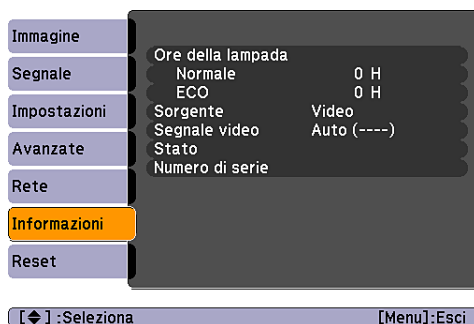 Immagine
Segnale
Impostazioni
Avanzate
Rete
Informazioni
Reset
Ore della lampada
Normale 0 H
ECO 0 H
Sorgente Video
Segnale video Auto (----)
Stato
Numero di serie
[◆] :Seleziona [Menu]:Esci